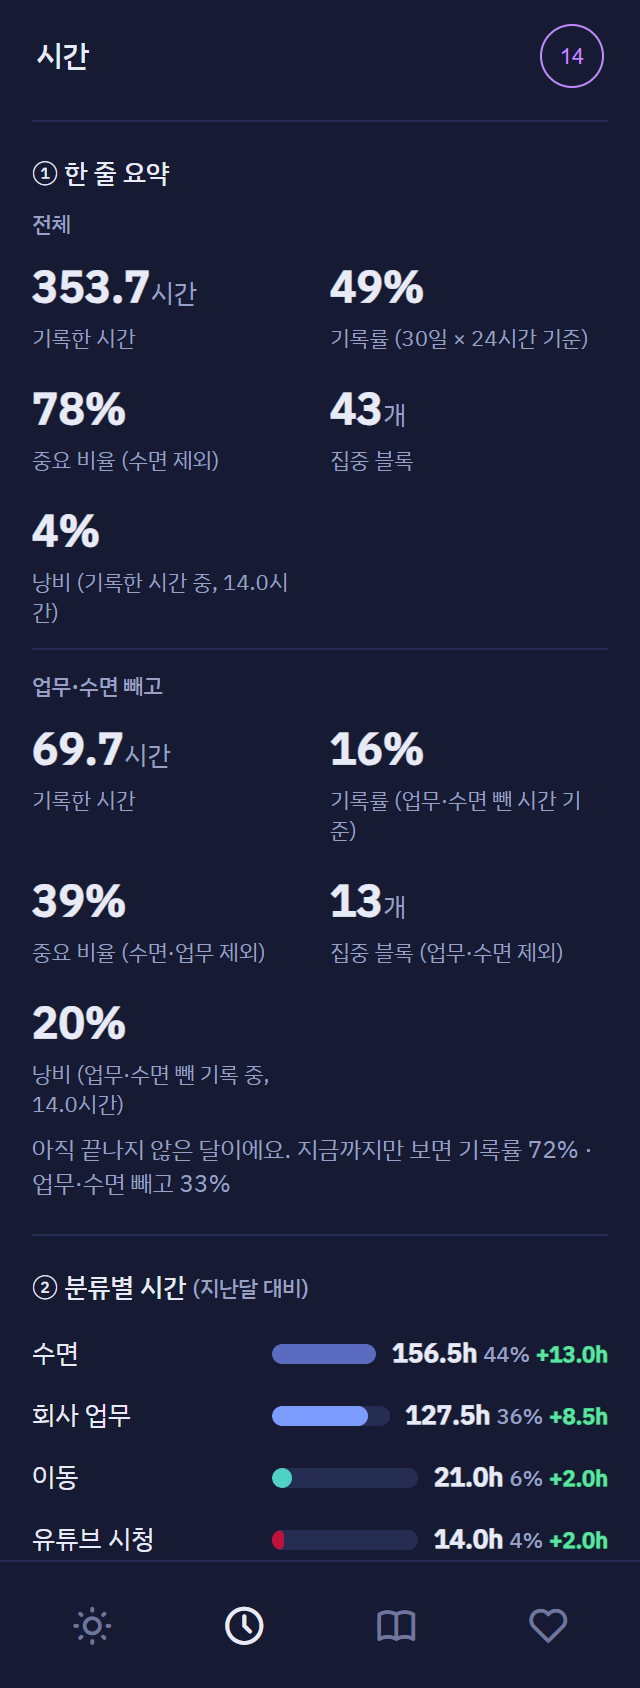 시간
14
① 한 줄 요약
전체
353.7시간 49%
기록한 시간 기록률 (30일 × 24시간 기준)
78% 43개
중요 비율 (수면 제외) 집중 블록
4%
낭비 (기록한 시간 중, 14.0시
간)
업무·수면 빼고
69.7시간 16%
기록한 시간 기록률 (업무·수면 뺀 시간 기
준)
39% 13개
중요 비율 (수면·업무 제외) 집중 블록 (업무·수면 제외)
20%
낭비 (업무·수면 뺀 기록 중,
14.0시간)
아직 끝나지 않은 달이에요. 지금까지만 보면 기록률 72% ·
업무·수면 빼고 33%
② 분류별 시간 (지난달 대비)
수면 156.5h 44% +13.0h
회사 업무 127.5h 36% +8.5h
이동 21.0h 6% +2.0h
유튜브 시청 14.0h 4% +2.0h